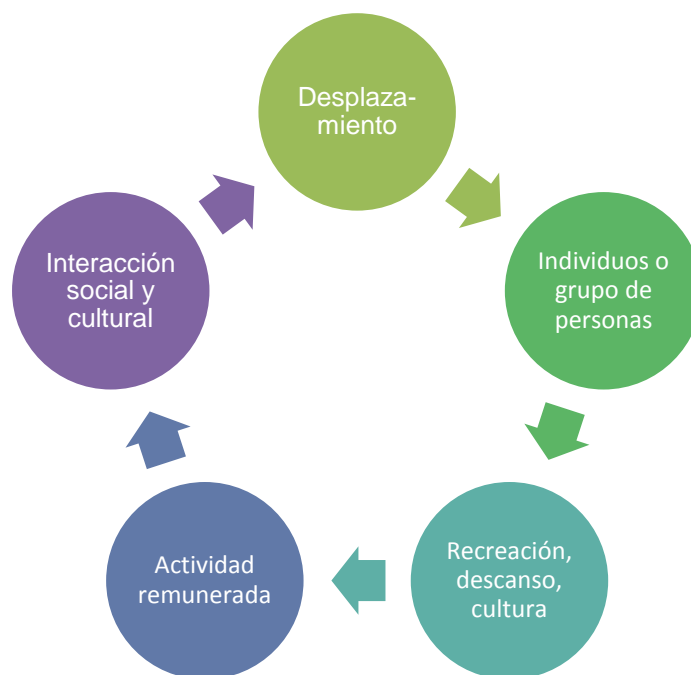 Desplaza-
miento
Individuos o
grupo de
personas
Recreación,
descanso,
cultura
Actividad
remunerada
Interacción
social y
cultural